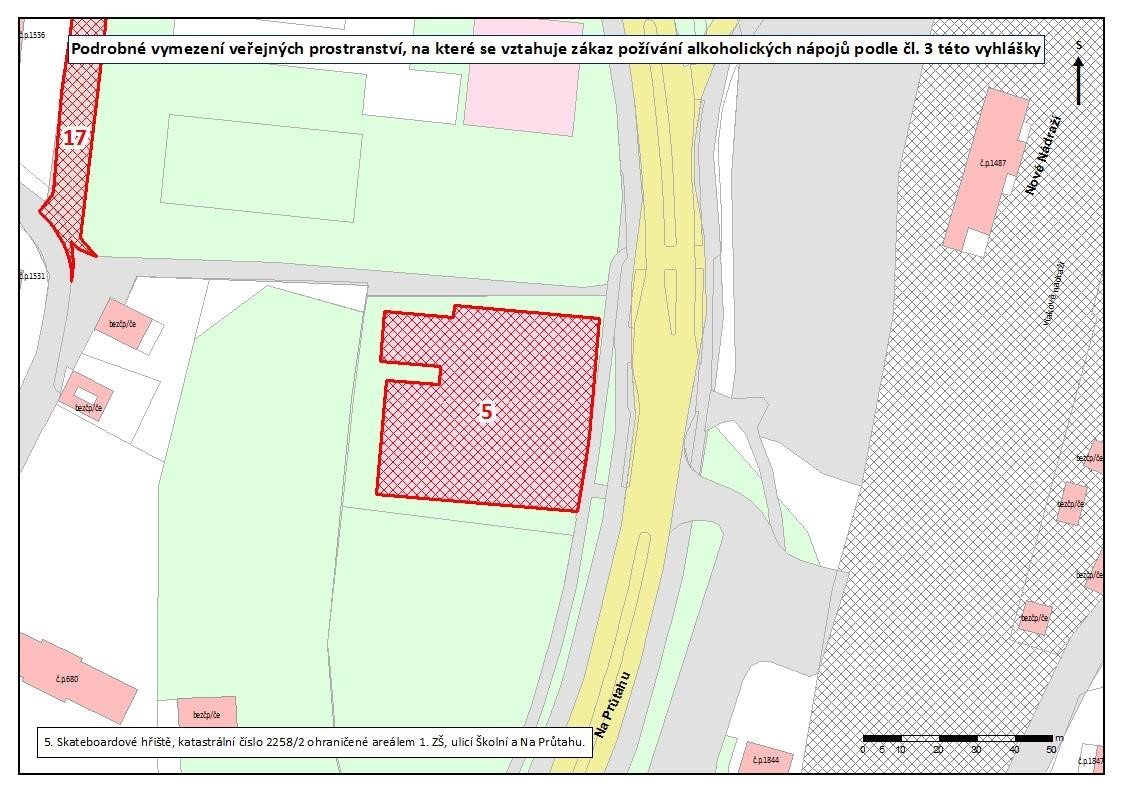 č.p.1536
Podrobné vymezení veřejných prostranství, na které se vztahuje zákaz požívání alkoholických nápojů podle čl. 3 této vyhlášky
S
17
č.p.1487
Nové Nádraží
č.p.1531
vlakové nádraží
bezčp/če
bezčp/če
5
bezčp/če
bezčp/če
bezčp/če
bezčp/če
č.p.680
bezčp/če
Na Průtahu
5. Skateboardové hřiště, katastrální číslo 2258/2 ohraničené areálem 1. ZŠ, ulicí Školní a Na Průtahu.
m
0 5 10 20 30 40 50
č.p.1844
č.p.1847